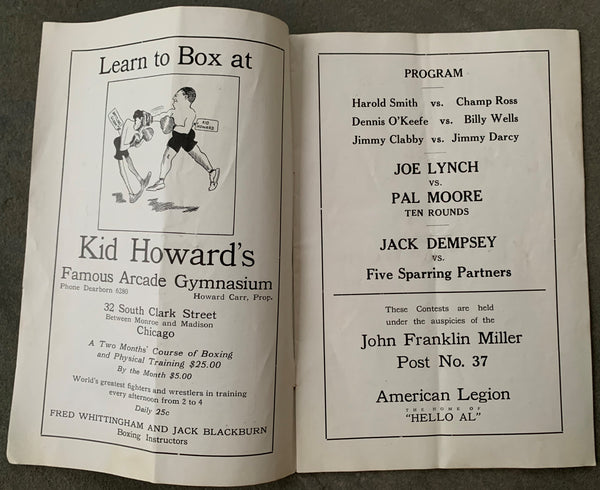 Learn to Box at
KID
HOWARD
Kid Howard's
Famous Arcade Gymnasium
Phone Dearborn 6280
Howard Carr, Prop.
32 South Clark Street
Between Monroe and Madison
Chicago
A Two Months' Course of Boxing
and Physical Training $25.00
By the Month $5.00
World's greatest fighters and wrestlers in training
every afternoon from 2 to 4
Daily 25c
FRED WHITTINGHAM AND JACK BLACKBURN
Boxing Instructors
PROGRAM
Harold Smith vs. Champ Ross
Dennis O'Keefe vs. Billy Wells
Jimmy Clabby vs. Jimmy Darcy
JOE LYNCH
vs.
PAL MOORE
TEN ROUNDS
JACK DEMPSEY
vs.
Five Sparring Partners
These Contests are held
under the auspicies of the
John Franklin Miller
Post No. 37
American Legion
THE HOME OF
"HELLO AL"